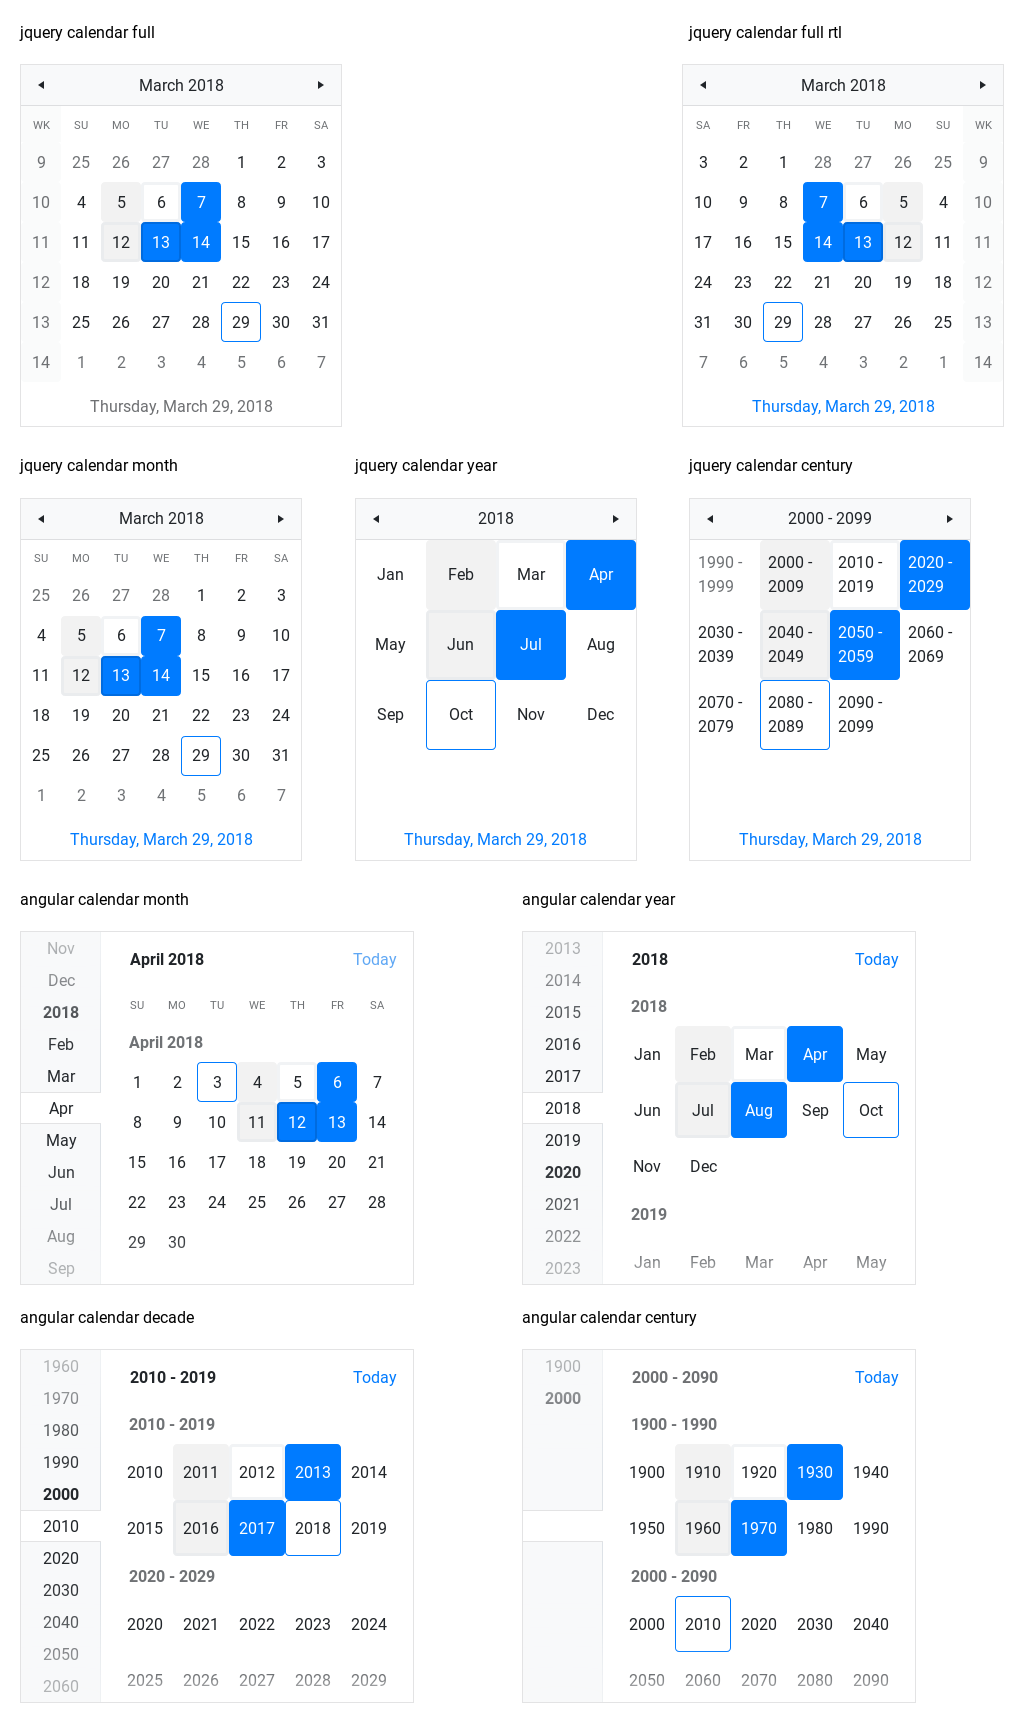 jquery calendar full
March 2018
WK SU MO TU WE TH FR SA
9 25 26 27 28 1 2 3
10 4 5 6 7 8 9 10
11 11 12 13 14 15 16 17
12 18 19 20 21 22 23 24
13 25 26 27 28 29 30 31
14 1 2 3 4 5 6 7
Thursday, March 29, 2018
jquery calendar full rtl
March 2018
SA FR TH WE TU MO SU WK
3 2 1 28 27 26 25 9
10 9 8 7 6 5 4 10
17 16 15 14 13 12 11 11
24 23 22 21 20 19 18 12
31 30 29 28 27 26 25 13
7 6 5 4 3 2 1 14
Thursday, March 29, 2018
jquery calendar month
March 2018
SU MO TU WE TH FR SA
25 26 27 28 1 2 3
4 5 6 7 8 9 10
11 12 13 14 15 16 17
18 19 20 21 22 23 24
25 26 27 28 29 30 31
1 2 3 4 5 6 7
Thursday, March 29, 2018
jquery calendar year
2018
Jan Feb Mar Apr
May Jun Jul Aug
Sep Oct Nov Dec
Thursday, March 29, 2018
jquery calendar century
2000 - 2099
1990 - 2000 - 2010 - 2020 -
1999 2009 2019 2029
2030 - 2040 - 2050 - 2060 -
2039 2049 2059 2069
2070 - 2080 - 2090 -
2079 2089 2099
Thursday, March 29, 2018
angular calendar month
Nov
Dec
2018
Feb
Mar
Apr
May
Jun
Jul
Aug
Sep
April 2018 Today
SU MO TU WE TH FR SA
April 2018
1 2 3 4 5 6 7
8 9 10 11 12 13 14
15 16 17 18 19 20 21
22 23 24 25 26 27 28
29 30
angular calendar year
2013
2014
2015
2016
2017
2018
2019
2020
2021
2022
2023
2018 Today
2018
Jan Feb Mar Apr May
Jun Jul Aug Sep Oct
Nov Dec
2019
Jan Feb Mar Apr May
angular calendar decade
1960
1970
1980
1990
2000
2010
2020
2030
2040
2050
2060
2010 - 2019 Today
2010 - 2019
2010 2011 2012 2013 2014
2015 2016 2017 2018 2019
2020 - 2029
2020 2021 2022 2023 2024
2025 2026 2027 2028 2029
angular calendar century
1900
2000
2000 - 2090 Today
1900 - 1990
1900 1910 1920 1930 1940
1950 1960 1970 1980 1990
2000 - 2090
2000 2010 2020 2030 2040
2050 2060 2070 2080 2090